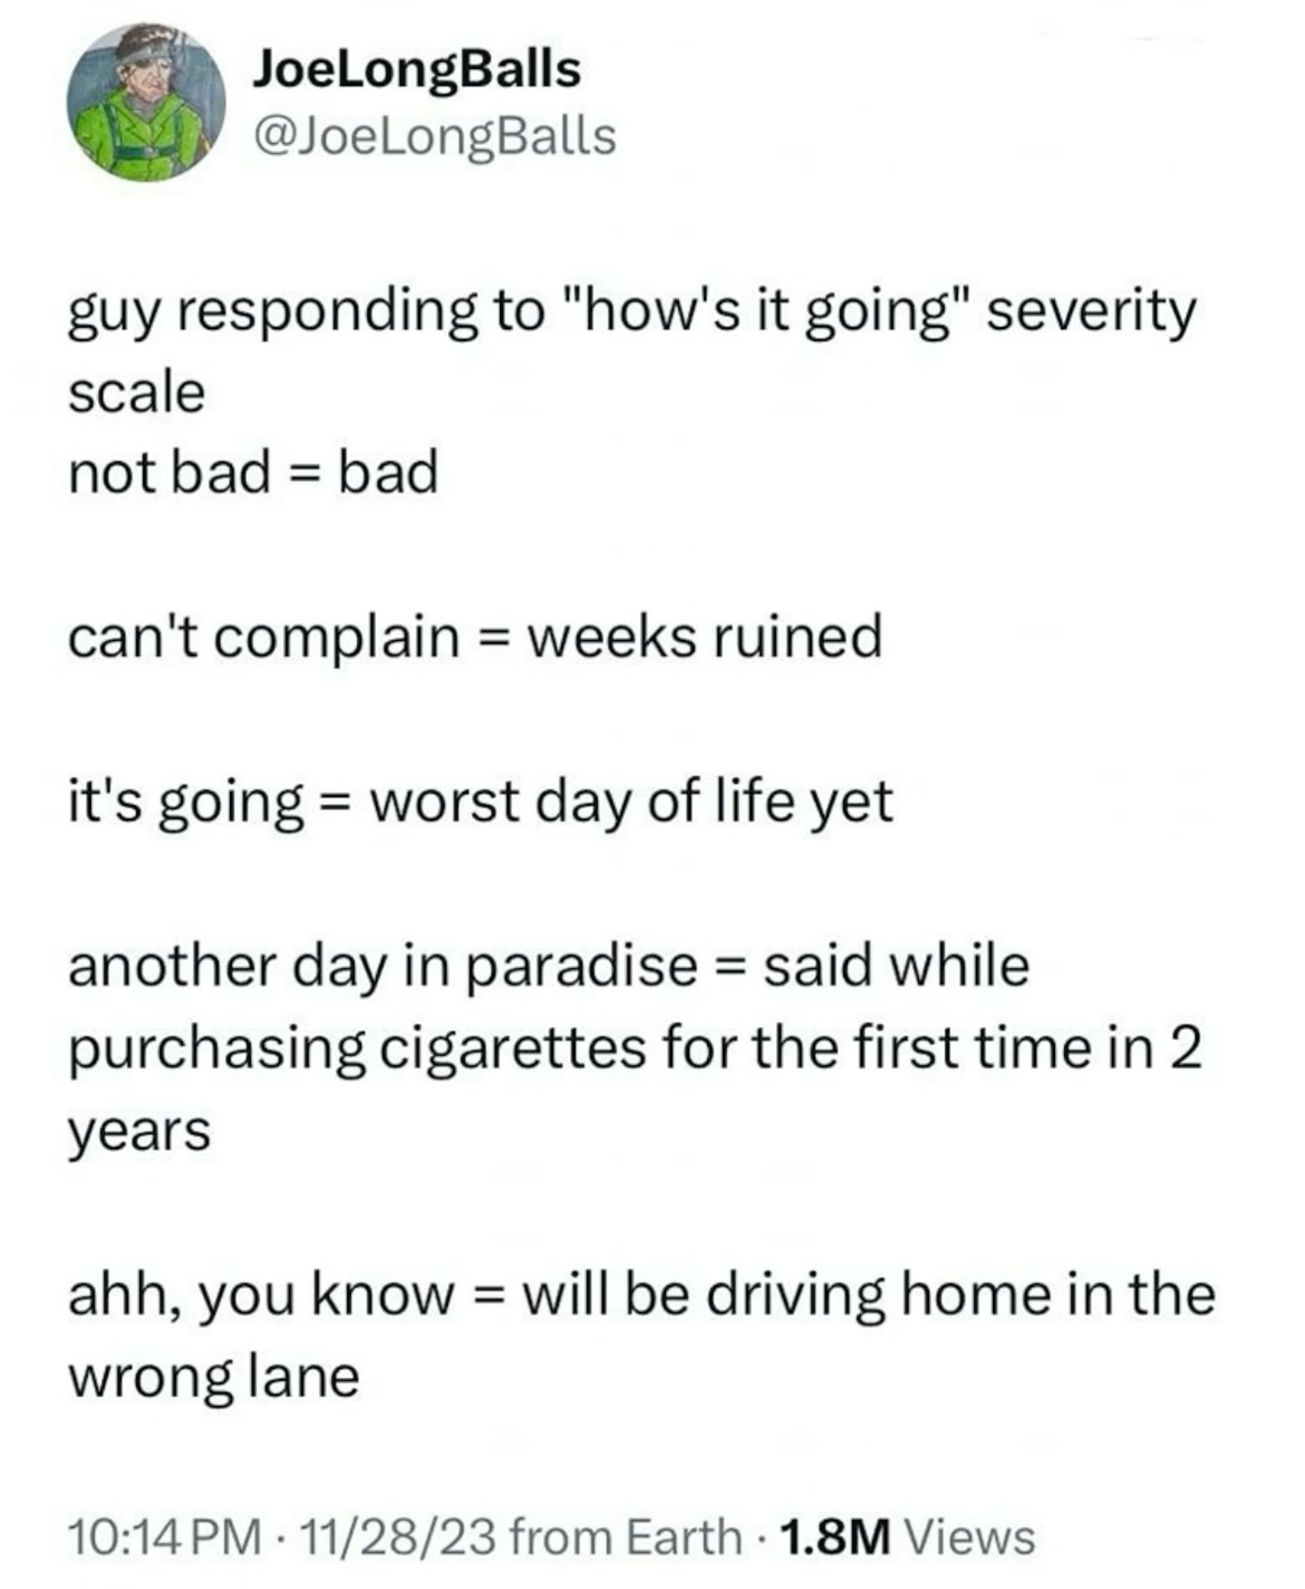 JoeLongBalls
@JoeLongBalls
guy responding to "how's it going" severity
scale
not bad = bad
can't complain = weeks ruined
it's going = worst day of life yet
another day in paradise = said while
purchasing cigarettes for the first time in 2
years
ahh, you know = will be driving home in the
wrong lane
10:14 PM · 11/28/23 from Earth · 1.8M Views